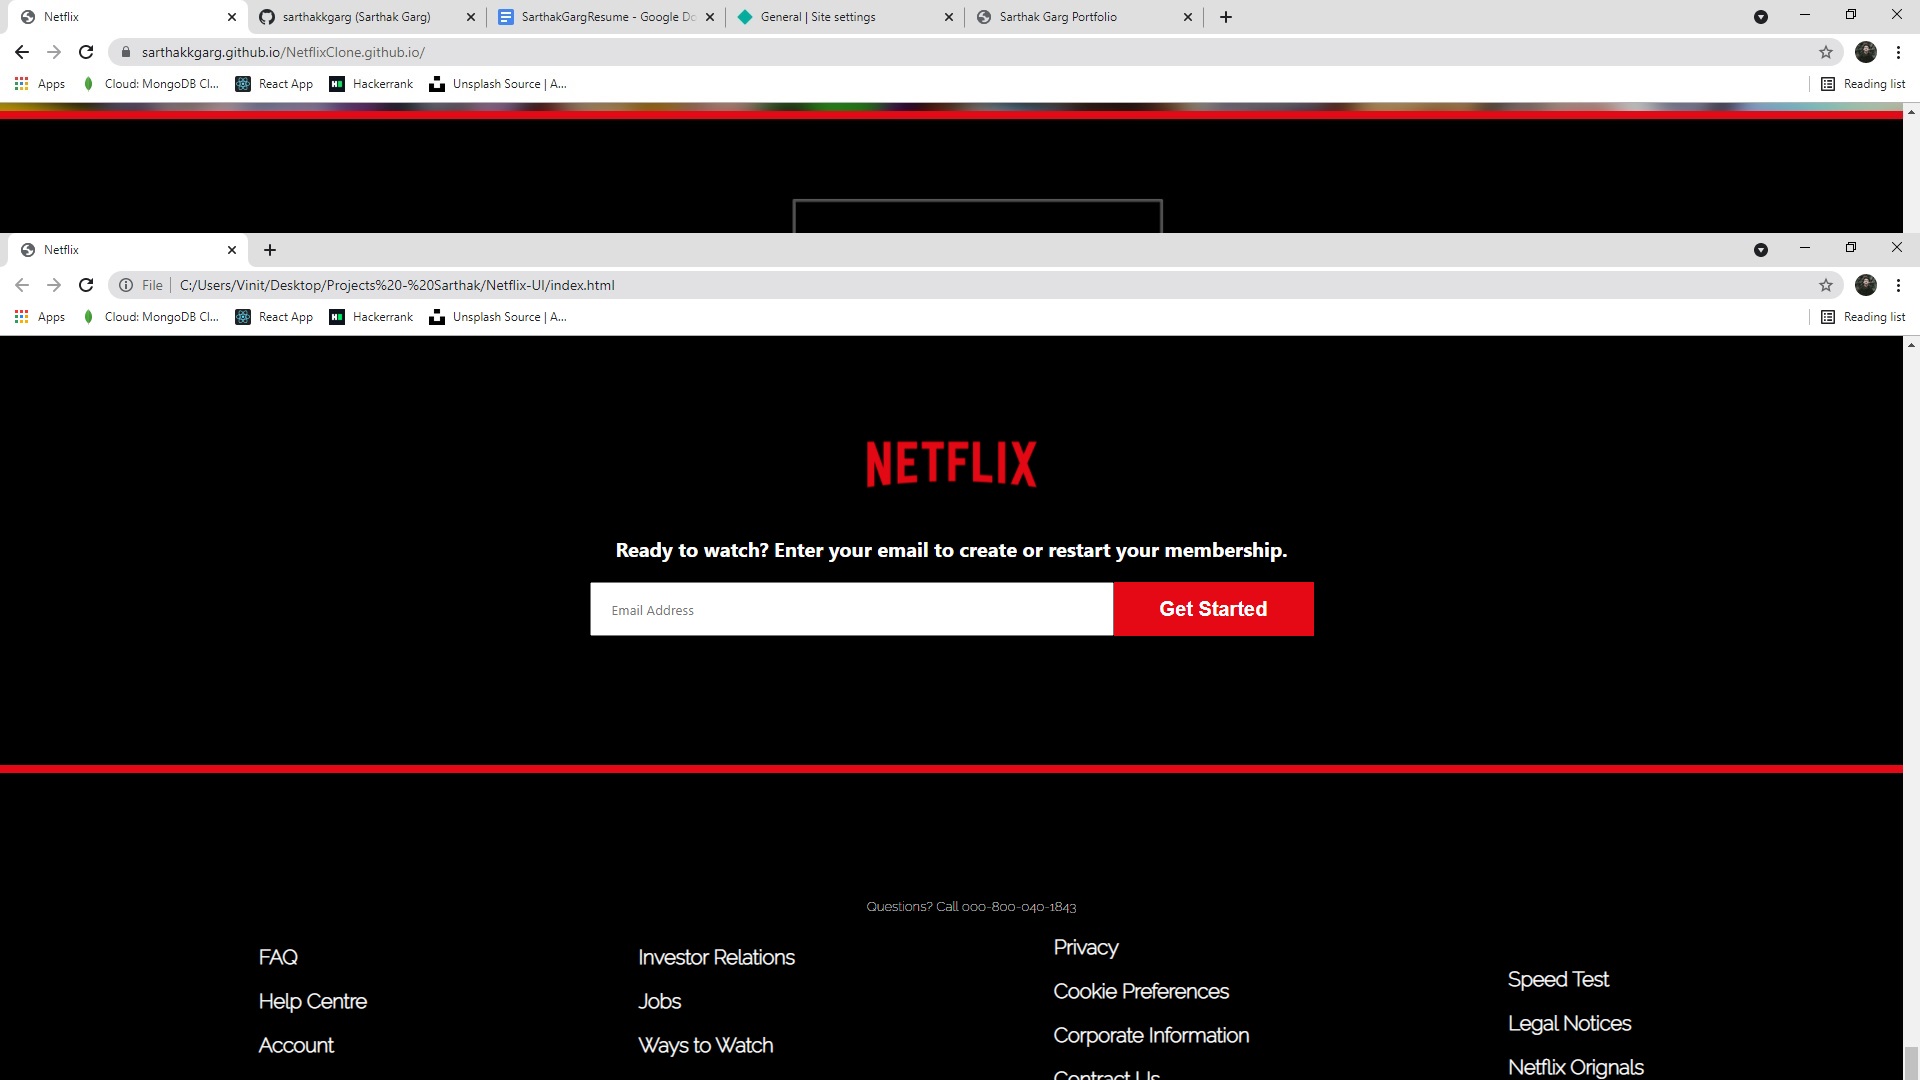 Netflix
sarthakkgarg (Sarthak Garg)
SarthakGargResume - Google Do
General | Site settings
Sarthak Garg Portfolio
sarthakkgarg.github.io/NetflixClone.github.io/
Apps
Cloud: MongoDB Cl...
React App
Hackerrank
Unsplash Source | A...
Reading list
Netflix
File
C:/Users/Vinit/Desktop/Projects%20-%20Sarthak/Netflix-UI/index.html
Apps
Cloud: MongoDB Cl...
React App
Hackerrank
Unsplash Source | A...
Reading list
NETFLIX
Ready to watch? Enter your email to create or restart your membership.
Email Address
Get Started
Questions? Call 000-800-040-1843
FAQ
Help Centre
Account
Investor Relations
Jobs
Ways to Watch
Privacy
Cookie Preferences
Corporate Information
Contract Us
Speed Test
Legal Notices
Netflix Orignals